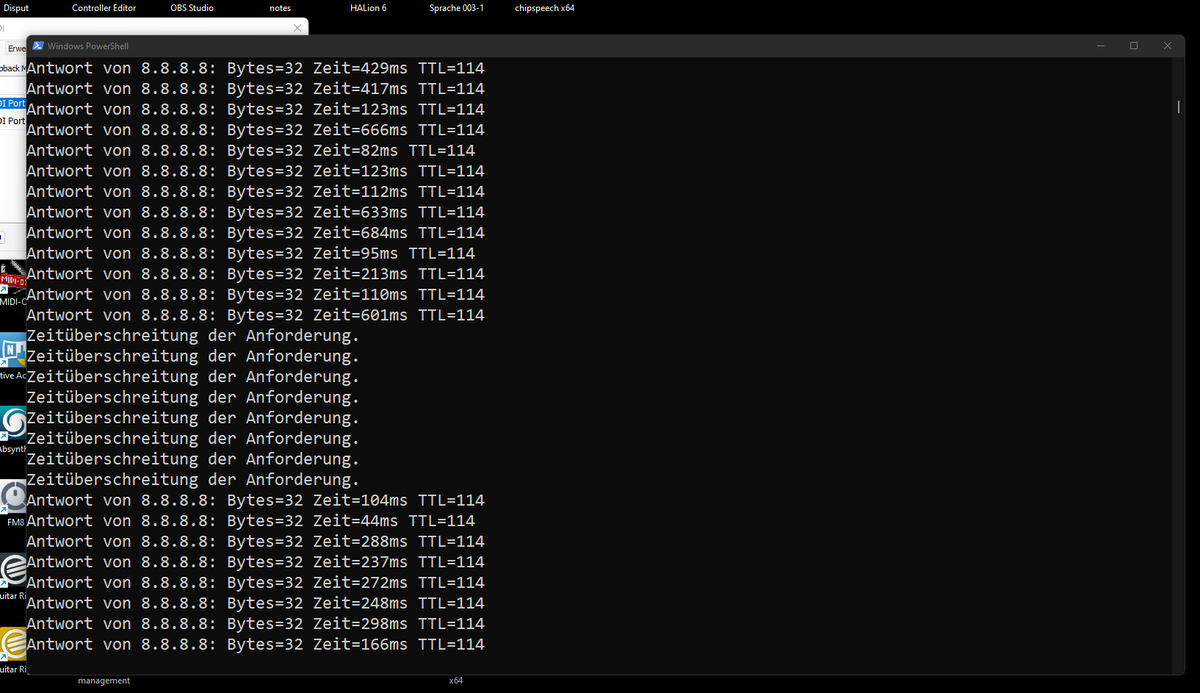 Disput
Controller Editor
OBS Studio
notes
HALion 6
Sprache 003-1
chipspeech x64
Windows PowerShell
Antwort von 8.8.8.8: Bytes=32 Zeit=429ms TTL=114
Antwort von 8.8.8.8: Bytes=32 Zeit=417ms TTL=114
Antwort von 8.8.8.8: Bytes=32 Zeit=123ms TTL=114
Antwort von 8.8.8.8: Bytes=32 Zeit=666ms TTL=114
Antwort von 8.8.8.8: Bytes=32 Zeit=82ms TTL=114
Antwort von 8.8.8.8: Bytes=32 Zeit=123ms TTL=114
Antwort von 8.8.8.8: Bytes=32 Zeit=112ms TTL=114
Antwort von 8.8.8.8: Bytes=32 Zeit=633ms TTL=114
Antwort von 8.8.8.8: Bytes=32 Zeit=684ms TTL=114
Antwort von 8.8.8.8: Bytes=32 Zeit=95ms TTL=114
Antwort von 8.8.8.8: Bytes=32 Zeit=213ms TTL=114
Antwort von 8.8.8.8: Bytes=32 Zeit=110ms TTL=114
Antwort von 8.8.8.8: Bytes=32 Zeit=601ms TTL=114
Zeitüberschreitung der Anforderung.
Zeitüberschreitung der Anforderung.
Zeitüberschreitung der Anforderung.
Zeitüberschreitung der Anforderung.
Zeitüberschreitung der Anforderung.
Zeitüberschreitung der Anforderung.
Zeitüberschreitung der Anforderung.
Zeitüberschreitung der Anforderung.
Antwort von 8.8.8.8: Bytes=32 Zeit=104ms TTL=114
Antwort von 8.8.8.8: Bytes=32 Zeit=44ms TTL=114
Antwort von 8.8.8.8: Bytes=32 Zeit=288ms TTL=114
Antwort von 8.8.8.8: Bytes=32 Zeit=237ms TTL=114
Antwort von 8.8.8.8: Bytes=32 Zeit=272ms TTL=114
Antwort von 8.8.8.8: Bytes=32 Zeit=248ms TTL=114
Antwort von 8.8.8.8: Bytes=32 Zeit=298ms TTL=114
Antwort von 8.8.8.8: Bytes=32 Zeit=166ms TTL=114
Erwe
oback M
DI Port
DI Port
MIDI-O
tive Ac
Absynth
FM8
uitar Ri
uitar Ri
management
x64